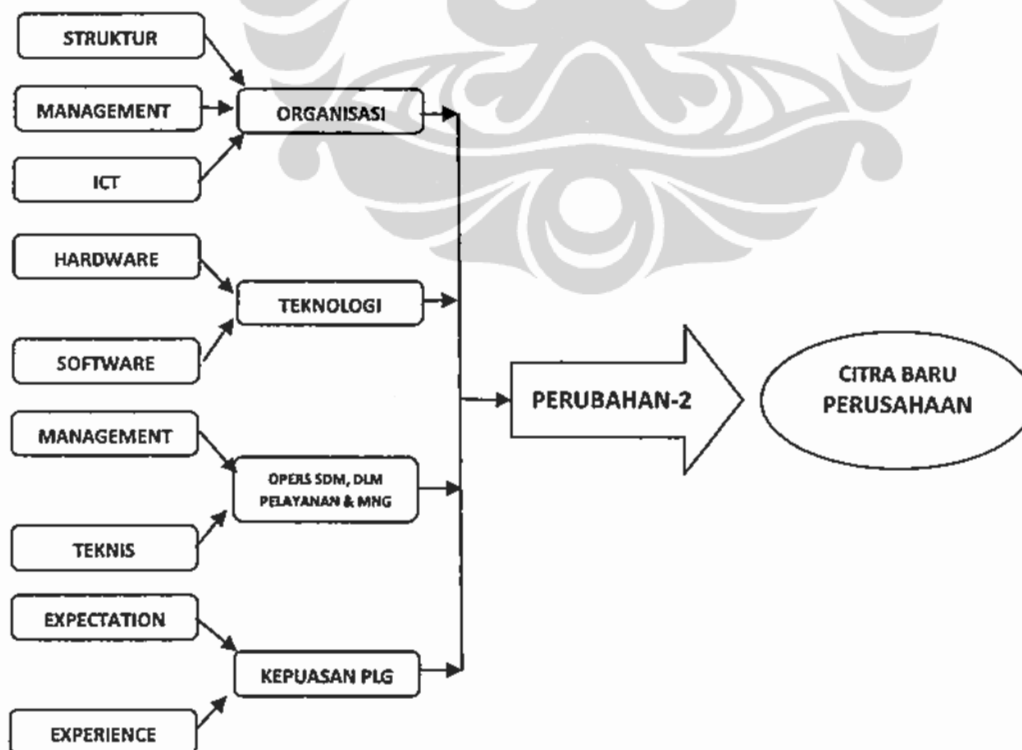 STRUKTUR
MANAGEMENT
ICT
ORGANISASI
HARDWARE
SOFTWARE
TEKNOLOGI
MANAGEMENT
TEKNIS
OPERS SDM, DLM
PELAYANAN & MNG
EXPECTATION
EXPERIENCE
KEPUASAN PLG
PERUBAHAN-2
CITRA BARU
PERUSAHAAN